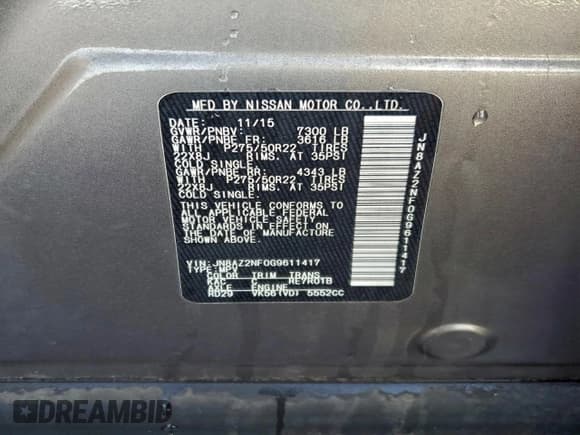 MFD BY NISSAN MOTOR CO.,LTD.
DATE: 11/15
GVWR/PNBV: 7300 LB
GAWR/PNBE FR: 3616 LB
WITH P275/50R22 TIRES
22X8J RIMS. AT 35PSI
COLD SINGLE.
GAWR/PNBE RR: 4343 LB
WITH P275/50R22 TIRES
22X8J RIMS. AT 35PSI
COLD SINGLE.
THIS VEHICLE CONFORMS TO
ALL APPLICABLE FEDERAL
MOTOR VEHICLE SAFETY
STANDARDS IN EFFECT ON
THE DATE OF MANUFACTURE
SHOWN ABOVE.
VIN: JN8AZ2NF0G9611417
TYPE: MPV
COLOR TRIM TRANS
KAC C RE7R01B
AXLE ENGINE
RD29 VK56(VD) 5552CC
JN8AZ2NF0G9611417
DREAMBID